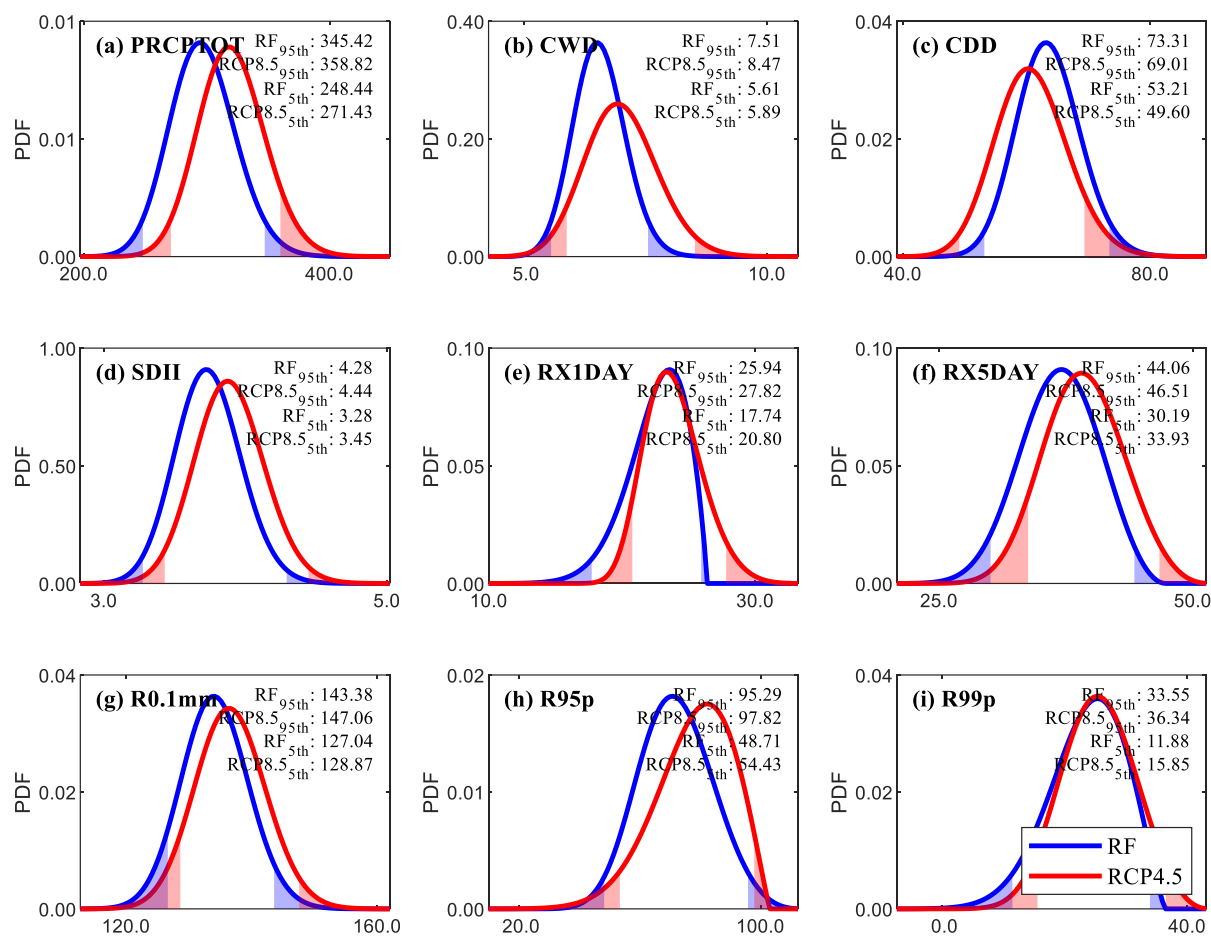 (a) PRCPTOT
RF95th: 345.42
RCP8.595th: 358.82
RF5th: 248.44
RCP8.55th: 271.43
PDF
0.01
0.01
0.00
200.0 400.0
(b) CWD
RF95th: 7.51
RCP8.595th: 8.47
RF5th: 5.61
RCP8.55th: 5.89
PDF
0.40
0.20
0.00
5.0 10.0
(c) CDD
RF95th: 73.31
RCP8.595th: 69.01
RF5th: 53.21
RCP8.55th: 49.60
PDF
0.04
0.02
0.00
40.0 80.0
(d) SDII
RF95th: 4.28
RCP8.595th: 4.44
RF5th: 3.28
RCP8.55th: 3.45
PDF
1.00
0.50
0.00
3.0 5.0
(e) RX1DAY
RF95th: 25.94
RCP8.595th: 27.82
RF5th: 17.74
RCP8.55th: 20.80
PDF
0.10
0.05
0.00
10.0 30.0
(f) RX5DAY
RF95th: 44.06
RCP8.595th: 46.51
RF5th: 30.19
RCP8.55th: 33.93
PDF
0.10
0.05
0.00
25.0 50.0
(g) R0.1mm
RF95th: 143.38
RCP8.595th: 147.06
RF5th: 127.04
RCP8.55th: 128.87
PDF
0.04
0.02
0.00
120.0 160.0
(h) R95p
RF95th: 95.29
RCP8.595th: 97.82
RF5th: 48.71
RCP8.55th: 54.43
PDF
0.02
0.01
0.00
20.0 100.0
(i) R99p
RF95th: 33.55
RCP8.595th: 36.34
RF5th: 11.88
RCP8.55th: 15.85
PDF
0.04
0.02
0.00
0.0 40.0
RF
RCP4.5